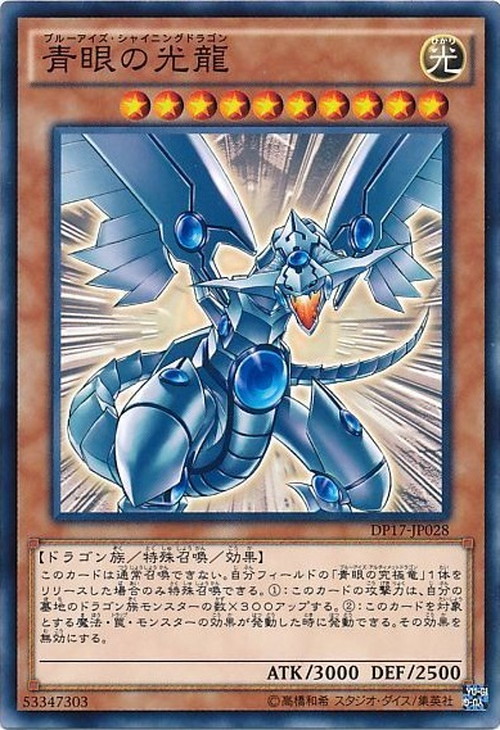 ブルーアイズ・シャイニングドラゴン
青眼の光龍
ひかり
光
DP17-JP028
【ドラゴン族／特殊召喚／効果】
このカードは通常召喚できない。自分フィールドの「青眼の究極竜」1体を
リリースした場合のみ特殊召喚できる。①：このカードの攻撃力は、自分の
墓地のドラゴン族モンスターの数×300アップする。②：このカードを対象
とする魔法・罠・モンスターの効果が発動した時に発動できる。その効果を
無効にする。
ATK/3000 DEF/2500
53347303
©高橋和希 スタジオ・ダイス/集英社